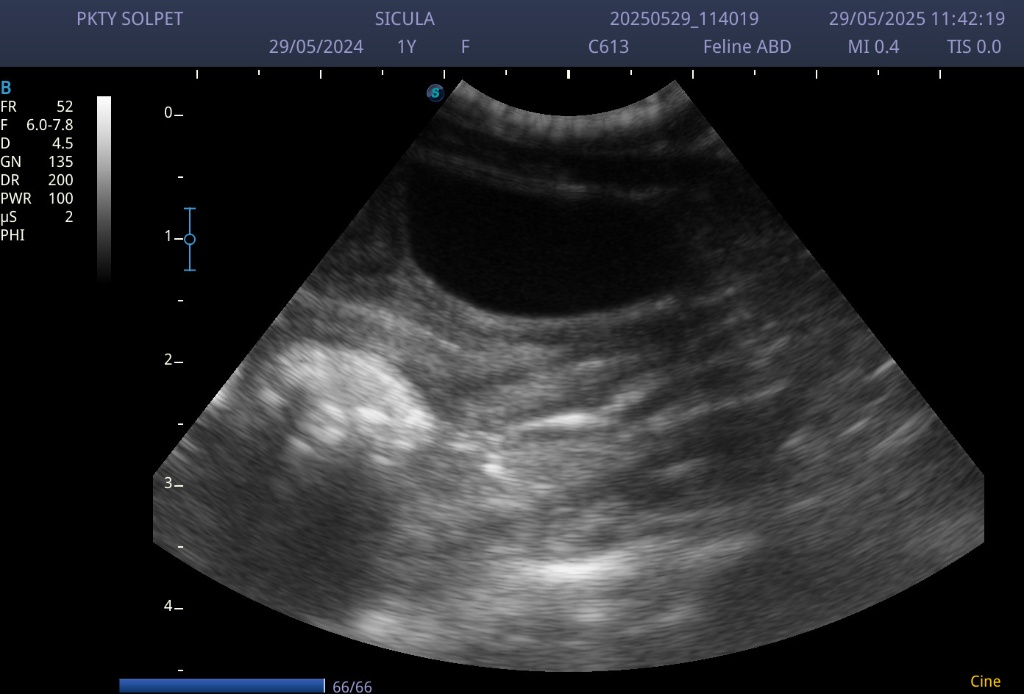 PKTY SOLPET SICULA 20250529_114019 29/05/2025 11:42:19
29/05/2024 1Y F C613 Feline ABD MI 0.4 TIS 0.0
B
FR 52
F 6.0-7.8
D 4.5
GN 135
DR 200
PWR 100
µS 2
PHI
S
0
1
2
3
4
66/66
Cine